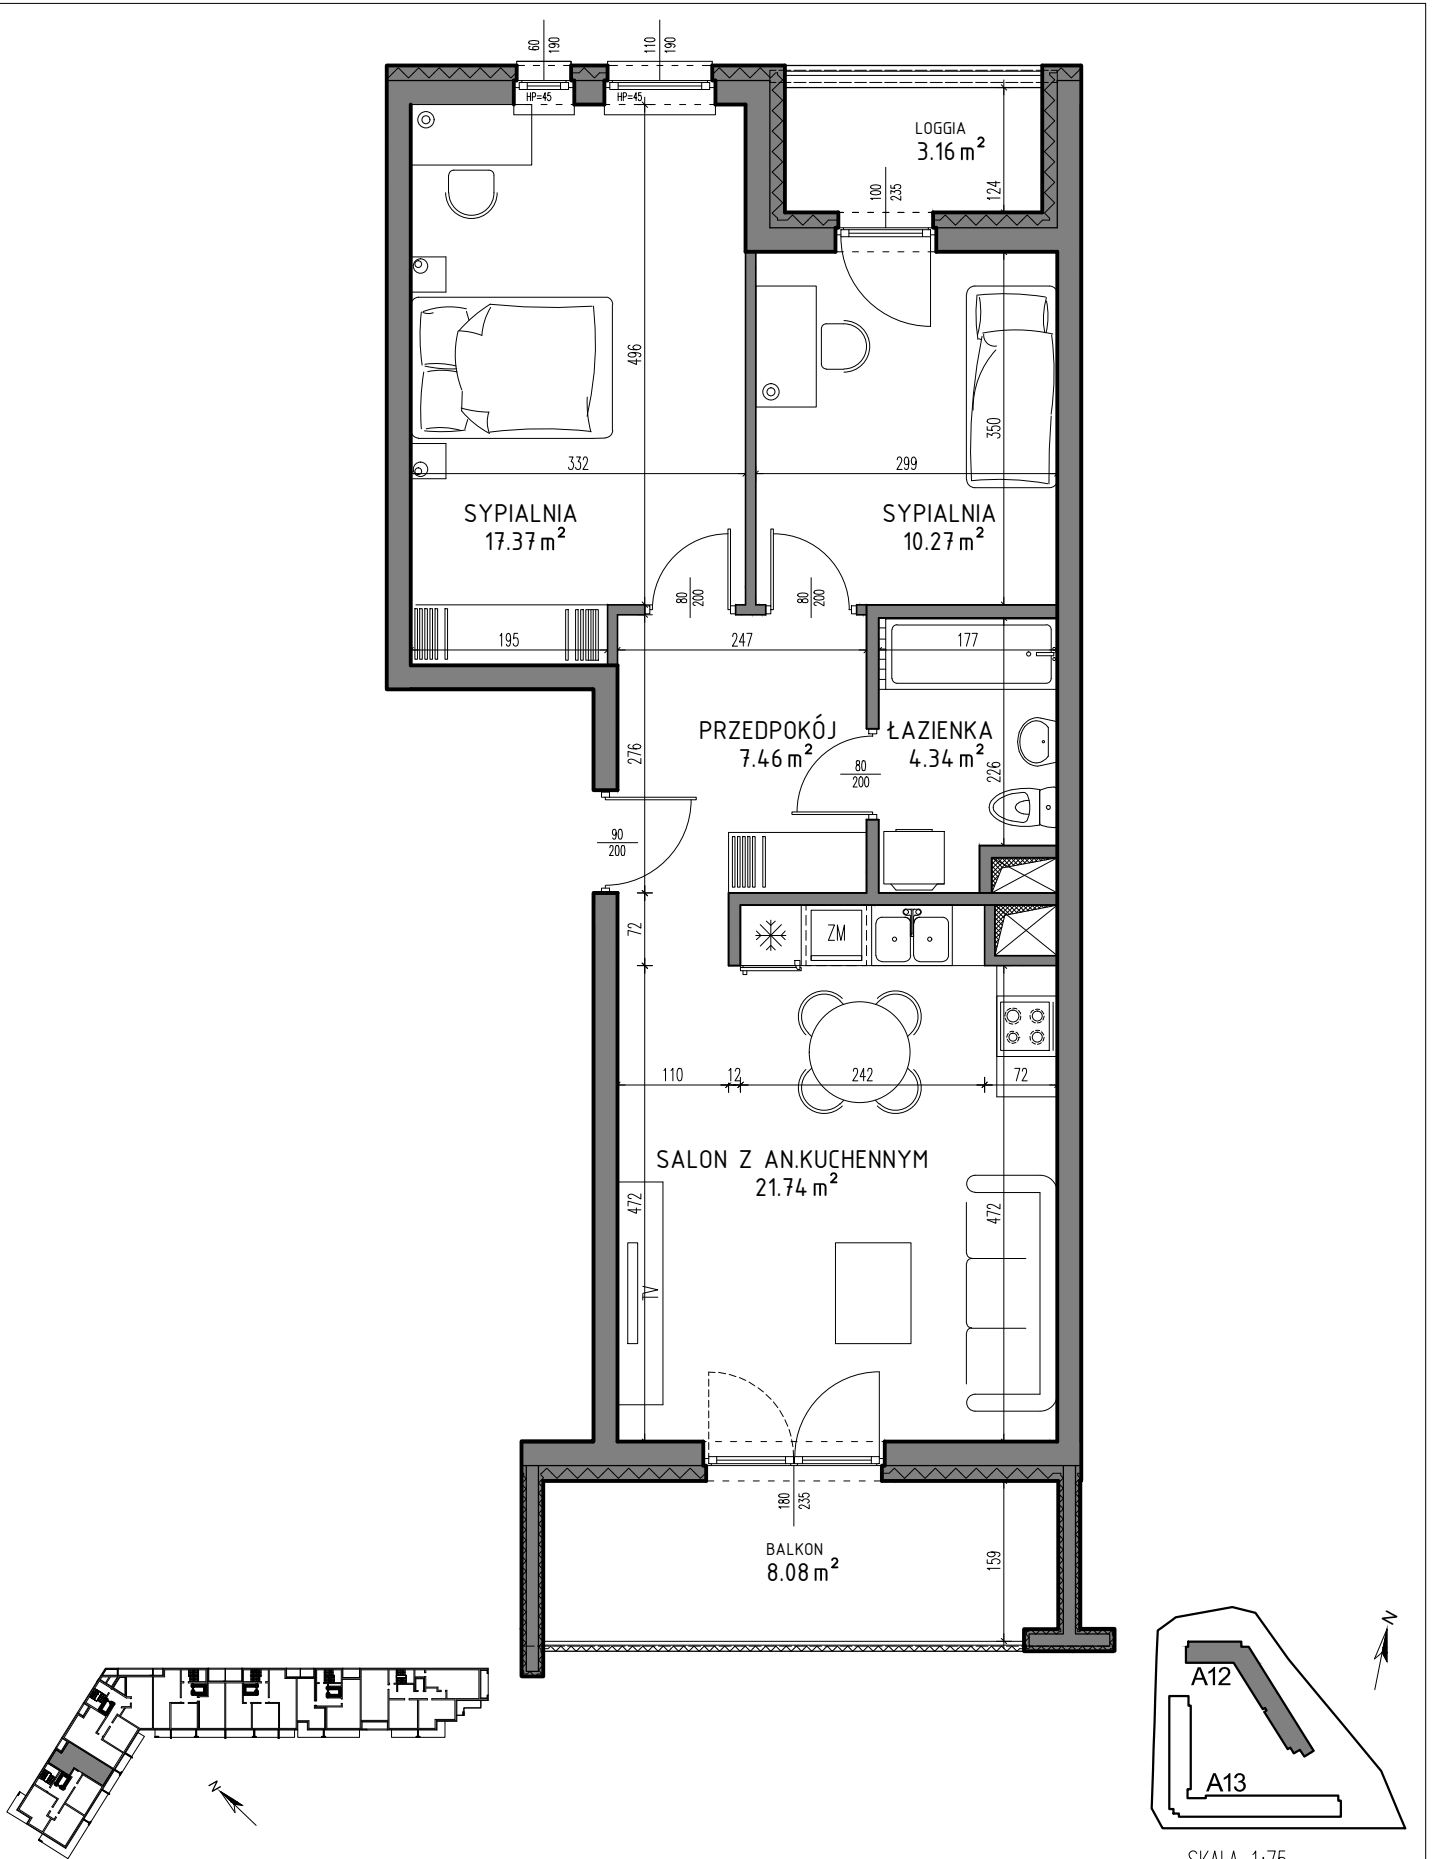 60
190
110
190
HP=45
HP=45
LOGGIA
3.16 m²
124
100
235
496
350
332
299
SYPIALNIA
17.37 m²
SYPIALNIA
10.27 m²
80
200
80
200
195
247
177
PRZEDPOKÓJ
7.46 m²
ŁAZIENKA
4.34 m²
276
226
80
200
90
200
72
ZM
110
12
242
72
SALON Z AN.KUCHENNYM
21.74 m²
472
472
TV
180
235
BALKON
8.08 m²
159
N
A12
A13
N
SKALA 1:75